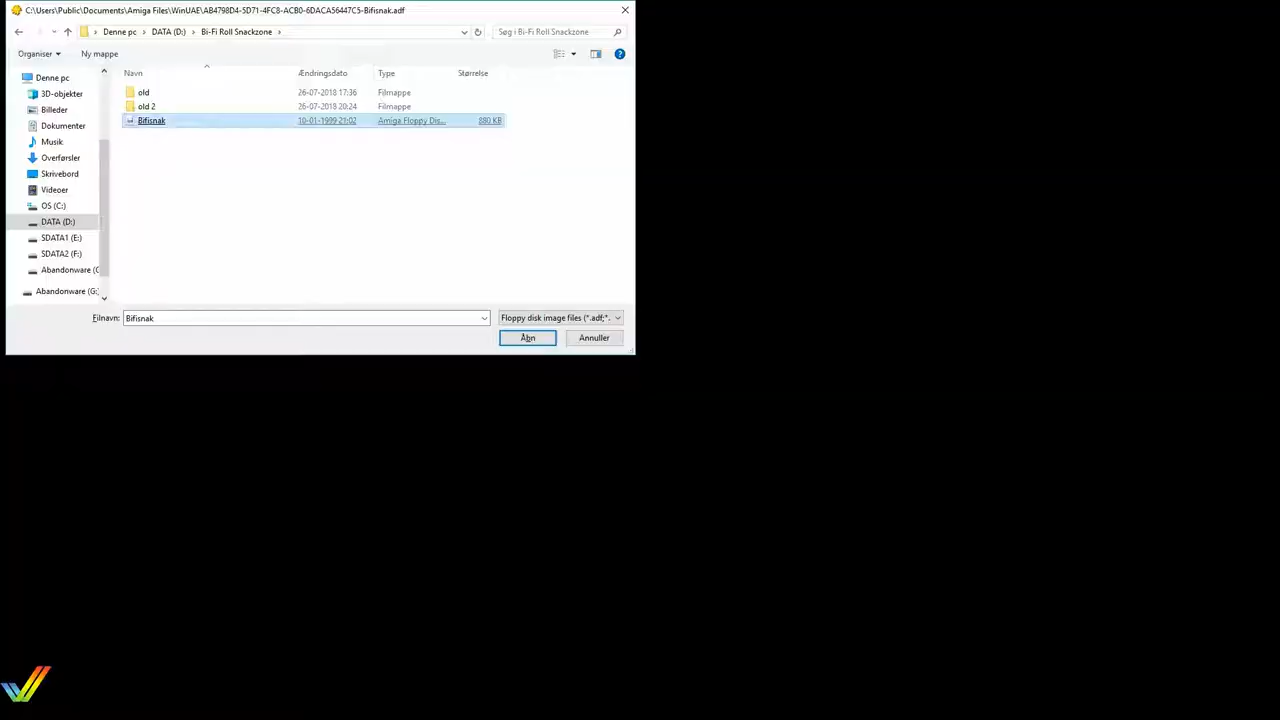 C:\Users\Public\Documents\Amiga Files\WinUAE\AB4798D4-5D71-4FC8-ACB0-6DACA56447C5-Bifisnak.adf
Denne pc > DATA (D:) > Bi-Fi Roll Snackzone >
Søg i Bi-Fi Roll Snackzone
Organiser
Ny mappe
Navn Ændringsdato Type Størrelse
old 26-07-2018 17:36 Filmappe
old 2 26-07-2018 20:24 Filmappe
Bifisnak 10-01-1999 21:02 Amiga Floppy Dis... 880 KB
Denne pc
3D-objekter
Billeder
Dokumenter
Musik
Overførsler
Skrivebord
Videoer
OS (C:)
DATA (D:)
SDATA1 (E:)
SDATA2 (F:)
Abandonware (G
Abandonware (G:
Filnavn: Bifisnak
Floppy disk image files (*.adf;*.
Åbn
Annuller